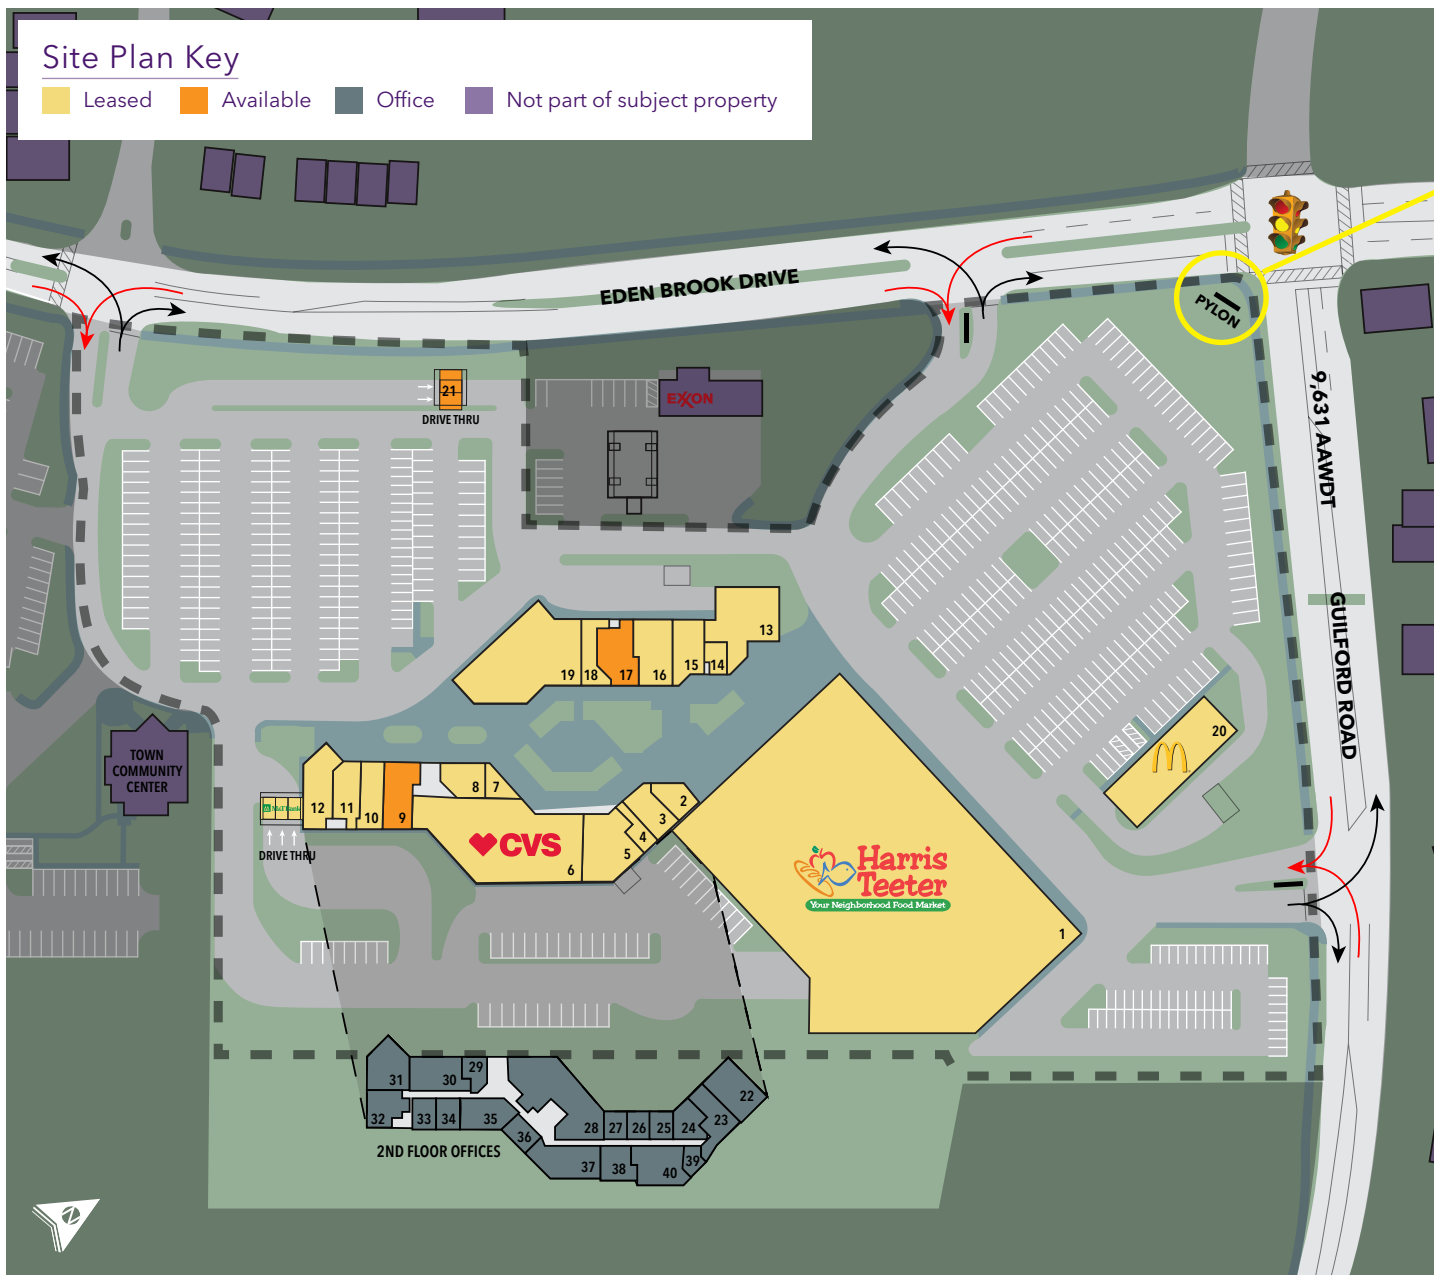 Site Plan Key
Leased
Available
Office
Not part of subject property
EDEN BROOK DRIVE
PYLON
9,631 AAWDT
GUILFORD ROAD
21
DRIVE THRU
EXXON
13
19
18
17
16
15
14
20
TOWN
COMMUNITY
CENTER
12
11
10
9
8
7
2
3
4
5
6
M&T Bank
DRIVE THRU
CVS
Harris
Teeter
Your Neighborhood Food Market
1
31
30
29
22
32
33
34
35
28
27
26
25
24
23
36
37
38
40
39
2ND FLOOR OFFICES